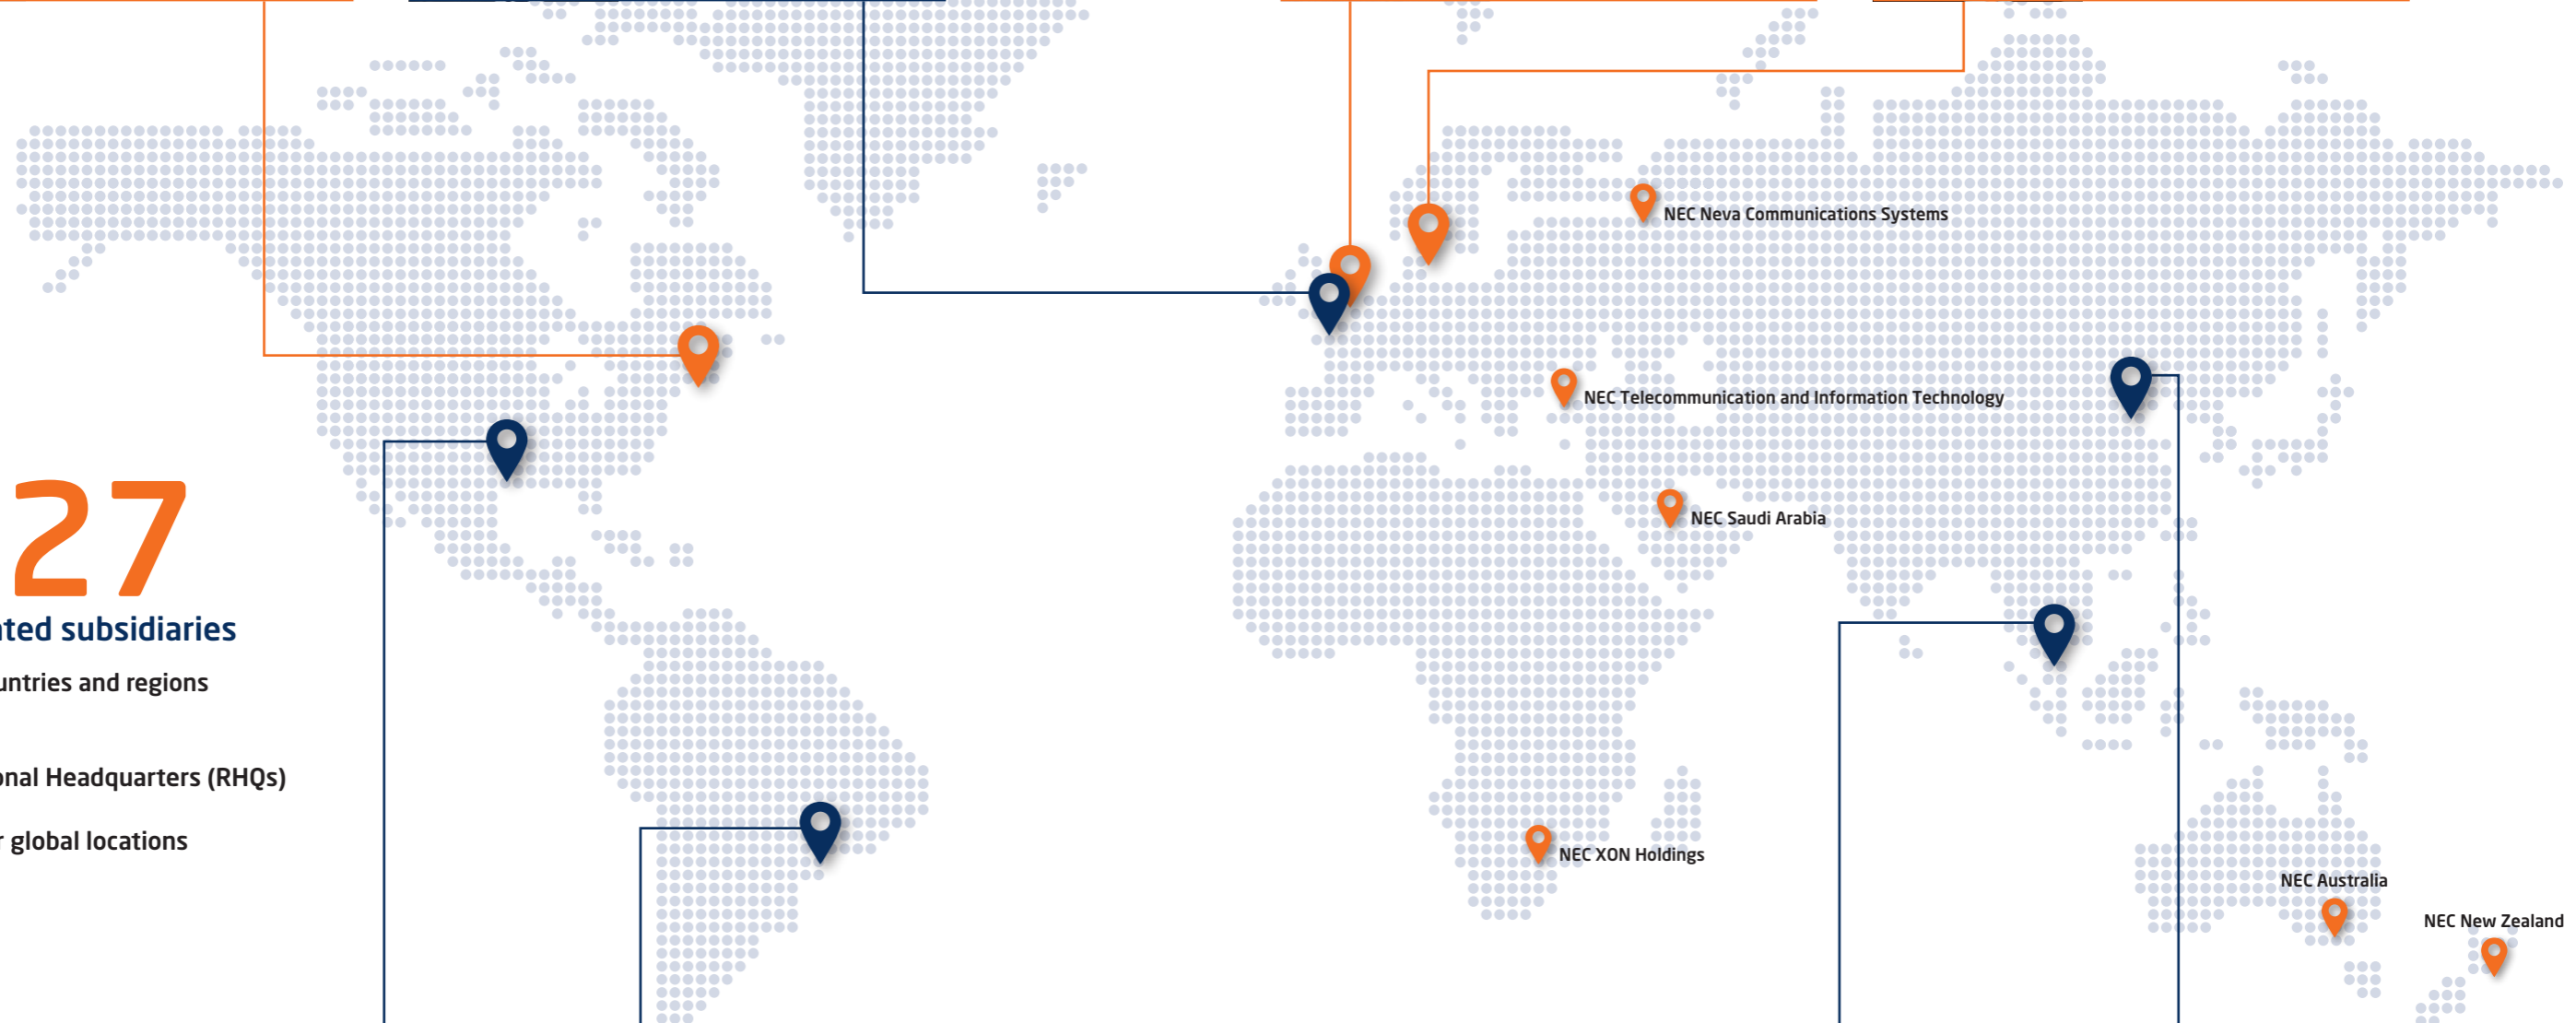 27
ted subsidiaries
untries and regions
onal Headquarters (RHQs)
global locations
NEC Neva Communications Systems
NEC Telecommunication and Information Technology
NEC Saudi Arabia
NEC XON Holdings
NEC Australia
NEC New Zealand